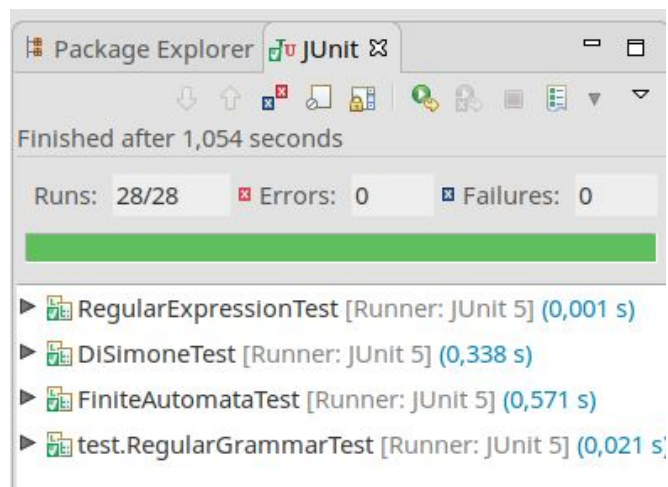 Package Explorer JUnit
Finished after 1,054 seconds
Runs: 28/28 Errors: 0 Failures: 0
RegularExpressionTest [Runner: JUnit 5] (0,001 s)
DiSimoneTest [Runner: JUnit 5] (0,338 s)
FiniteAutomataTest [Runner: JUnit 5] (0,571 s)
test.RegularGrammarTest [Runner: JUnit 5] (0,021 s)